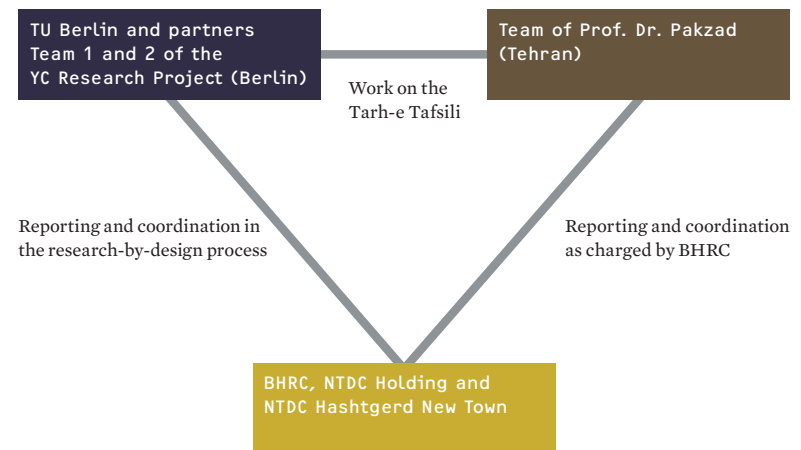 TU Berlin and partners
Team 1 and 2 of the
YC Research Project (Berlin)
Team of Prof. Dr. Pakzad
(Tehran)
Work on the
Tarh-e Tafsili
Reporting and coordination in
the research-by-design process
Reporting and coordination
as charged by BHRC
BHRC, NTDC Holding and
NTDC Hashtgerd New Town